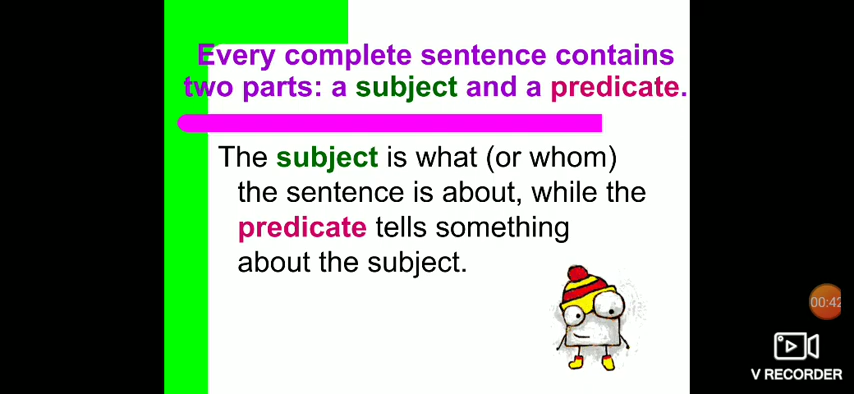 Every complete sentence contains
two parts: a subject and a predicate.
The subject is what (or whom)
the sentence is about, while the
predicate tells something
about the subject.
00:42
V RECORDER